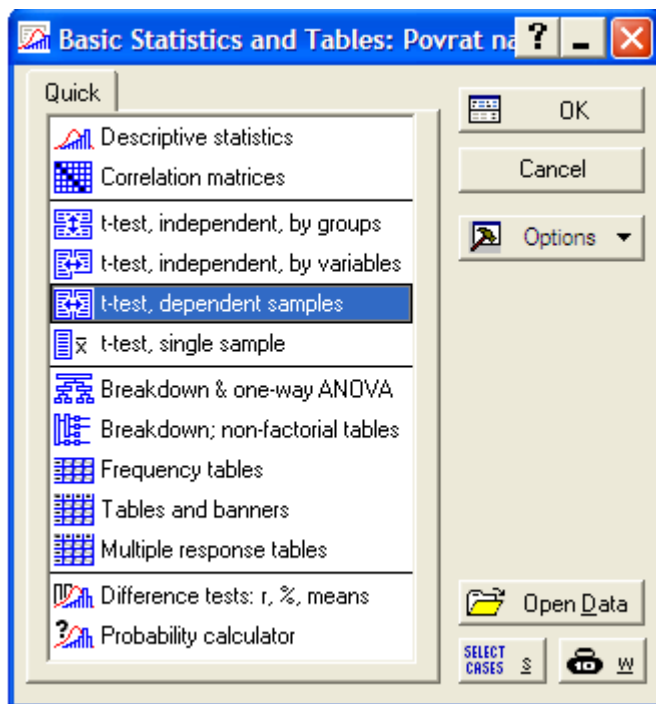 Basic Statistics and Tables: Povrat na
Quick
Descriptive statistics
Correlation matrices
t-test, independent, by groups
t-test, independent, by variables
t-test, dependent samples
t-test, single sample
Breakdown & one-way ANOVA
Breakdown; non-factorial tables
Frequency tables
Tables and banners
Multiple response tables
Difference tests: r, %, means
Probability calculator
OK
Cancel
Options
Open Data
SELECT
CASES S
W